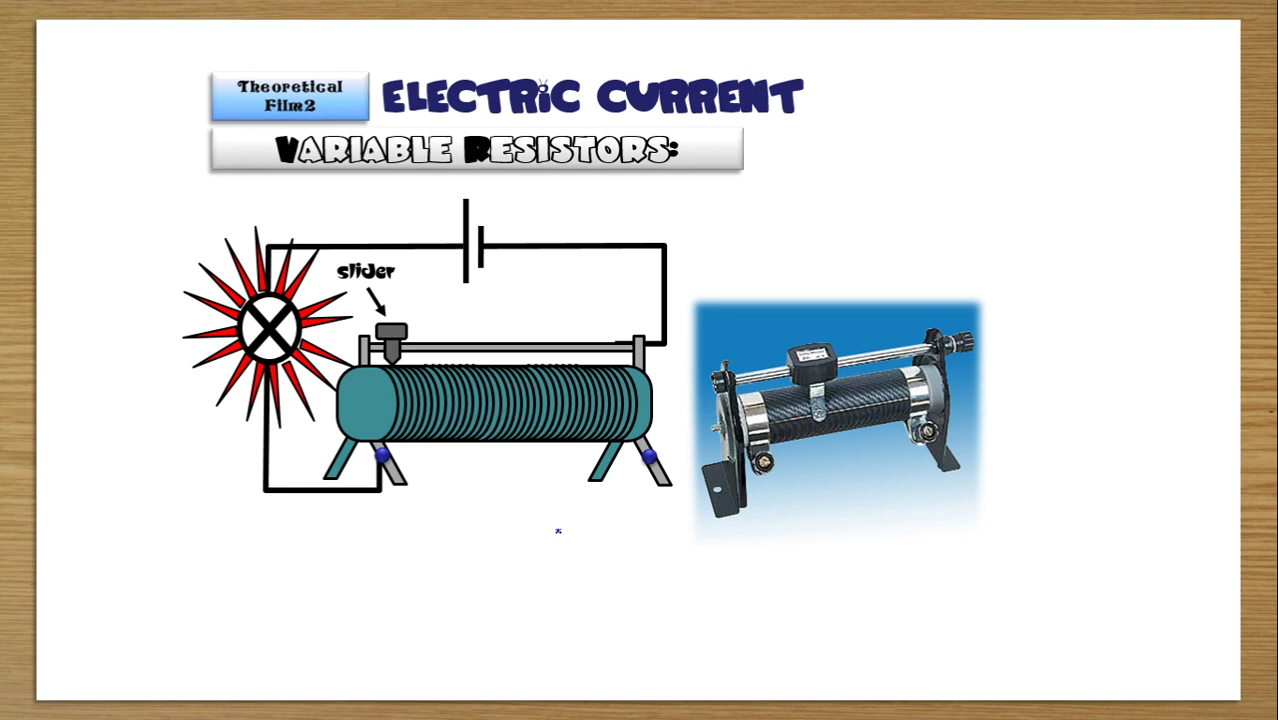 Theoretical
Film2
ELECTRiC CURRENT
VARIABLE RESISTORS:
slider